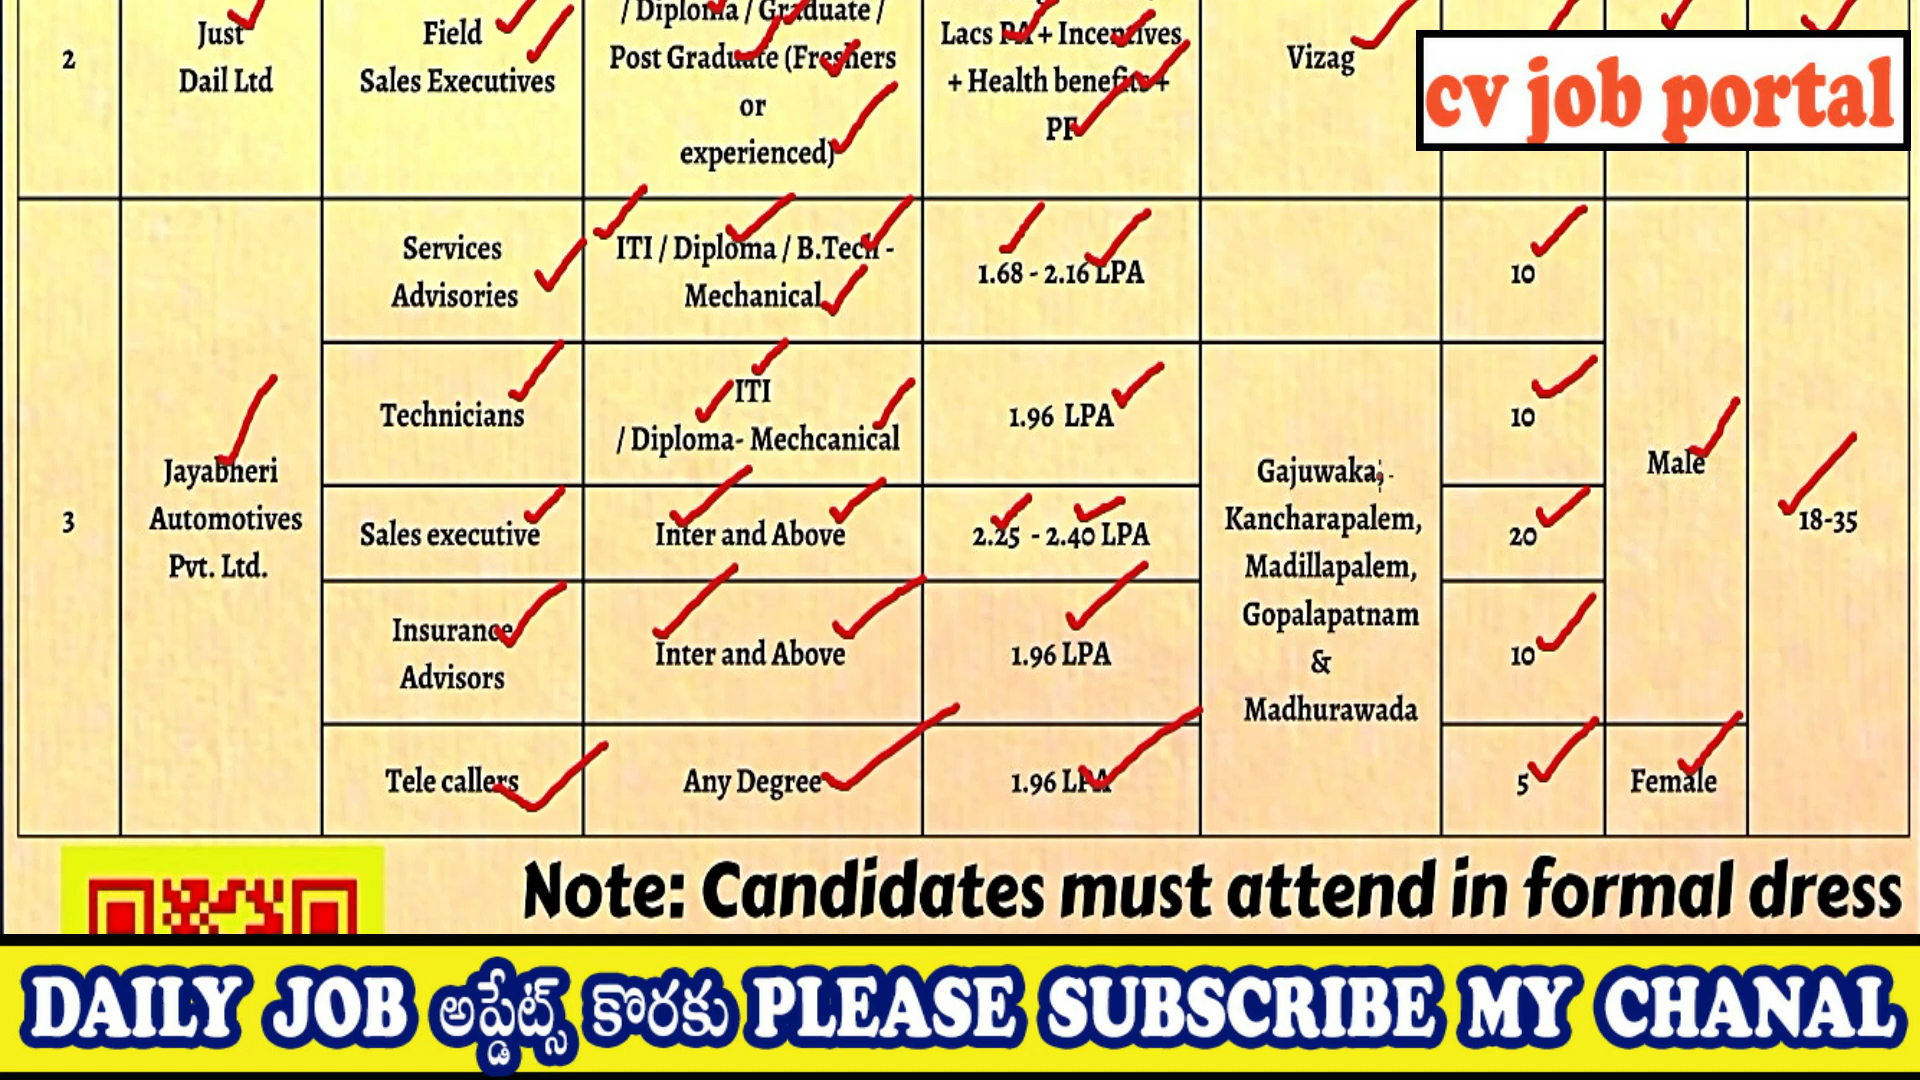 2
Just
Dail Ltd
Field
Sales Executives
/ Diploma / Graduate /
Post Graduate (Freshers
or
experienced)
Lacs PA + Incentives
+ Health benefits +
PF
Vizag
cv job portal
3
Jayabheri
Automotives
Pvt. Ltd.
Services
Advisories
ITI / Diploma / B.Tech -
Mechanical
1.68 - 2.16 LPA
10
Technicians
ITI
/ Diploma- Mechcanical
1.96 LPA
10
Sales executive
Inter and Above
2.25 - 2.40 LPA
20
Insurance
Advisors
Inter and Above
1.96 LPA
10
Tele callers
Any Degree
1.96 LPA
5
Gajuwaka,
Kancharapalem,
Madillapalem,
Gopalapatnam
&
Madhurawada
Male
Female
18-35
Note: Candidates must attend in formal dress
DAILY JOB అప్డేట్స్ కొరకు PLEASE SUBSCRIBE MY CHANAL